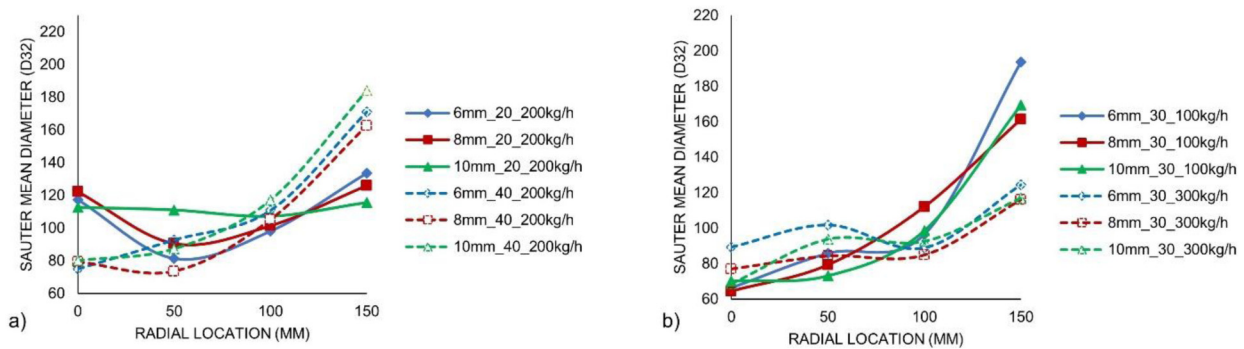 220
200
180
160
140
120
100
80
60
SAUTER MEAN DIAMETER (D32)
0 50 100 150
RADIAL LOCATION (MM)
a)
6mm_20_200kg/h
8mm_20_200kg/h
10mm_20_200kg/h
6mm_40_200kg/h
8mm_40_200kg/h
10mm_40_200kg/h
220
200
180
160
140
120
100
80
60
SAUTER MEAN DIAMETER (D32)
0 50 100 150
RADIAL LOCATION (MM)
b)
6mm_30_100kg/h
8mm_30_100kg/h
10mm_30_100kg/h
6mm_30_300kg/h
8mm_30_300kg/h
10mm_30_300kg/h